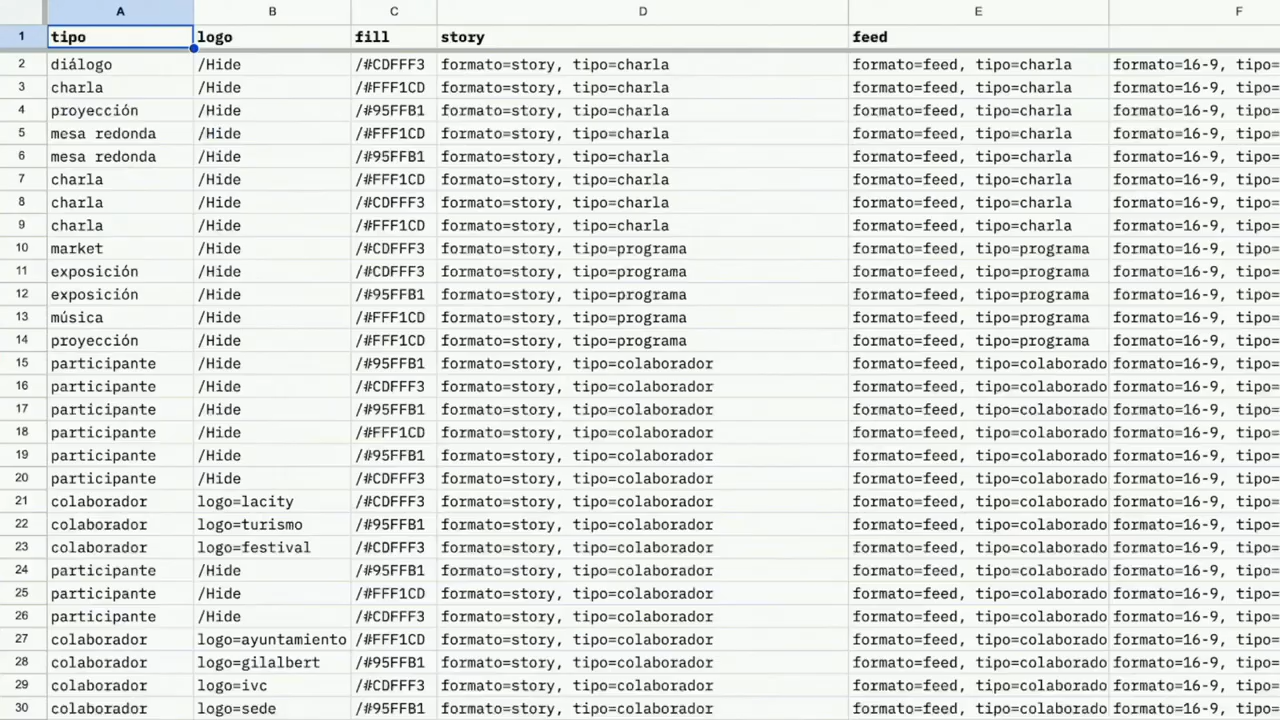 A B C D E F
1 tipo logo fill story feed
2 diálogo /Hide /#CDFFF3 formato=story, tipo=charla formato=feed, tipo=charla formato=16-9, tipo=
3 charla /Hide /#FFF1CD formato=story, tipo=charla formato=feed, tipo=charla formato=16-9, tipo=
4 proyección /Hide /#95FFB1 formato=story, tipo=charla formato=feed, tipo=charla formato=16-9, tipo=
5 mesa redonda /Hide /#FFF1CD formato=story, tipo=charla formato=feed, tipo=charla formato=16-9, tipo=
6 mesa redonda /Hide /#95FFB1 formato=story, tipo=charla formato=feed, tipo=charla formato=16-9, tipo=
7 charla /Hide /#FFF1CD formato=story, tipo=charla formato=feed, tipo=charla formato=16-9, tipo=
8 charla /Hide /#CDFFF3 formato=story, tipo=charla formato=feed, tipo=charla formato=16-9, tipo=
9 charla /Hide /#FFF1CD formato=story, tipo=charla formato=feed, tipo=charla formato=16-9, tipo=
10 market /Hide /#CDFFF3 formato=story, tipo=programa formato=feed, tipo=programa formato=16-9, tipo=
11 exposición /Hide /#CDFFF3 formato=story, tipo=programa formato=feed, tipo=programa formato=16-9, tipo=
12 exposición /Hide /#95FFB1 formato=story, tipo=programa formato=feed, tipo=programa formato=16-9, tipo=
13 música /Hide /#FFF1CD formato=story, tipo=programa formato=feed, tipo=programa formato=16-9, tipo=
14 proyección /Hide /#FFF1CD formato=story, tipo=programa formato=feed, tipo=programa formato=16-9, tipo=
15 participante /Hide /#95FFB1 formato=story, tipo=colaborador formato=feed, tipo=colaborado formato=16-9, tipo=
16 participante /Hide /#CDFFF3 formato=story, tipo=colaborador formato=feed, tipo=colaborado formato=16-9, tipo=
17 participante /Hide /#95FFB1 formato=story, tipo=colaborador formato=feed, tipo=colaborado formato=16-9, tipo=
18 participante /Hide /#FFF1CD formato=story, tipo=colaborador formato=feed, tipo=colaborado formato=16-9, tipo=
19 participante /Hide /#95FFB1 formato=story, tipo=colaborador formato=feed, tipo=colaborado formato=16-9, tipo=
20 participante /Hide /#CDFFF3 formato=story, tipo=colaborador formato=feed, tipo=colaborado formato=16-9, tipo=
21 colaborador logo=lacity /#CDFFF3 formato=story, tipo=colaborador formato=feed, tipo=colaborado formato=16-9, tipo=
22 colaborador logo=turismo /#95FFB1 formato=story, tipo=colaborador formato=feed, tipo=colaborado formato=16-9, tipo=
23 colaborador logo=festival /#CDFFF3 formato=story, tipo=colaborador formato=feed, tipo=colaborado formato=16-9, tipo=
24 participante /Hide /#95FFB1 formato=story, tipo=colaborador formato=feed, tipo=colaborado formato=16-9, tipo=
25 participante /Hide /#FFF1CD formato=story, tipo=colaborador formato=feed, tipo=colaborado formato=16-9, tipo=
26 participante /Hide /#CDFFF3 formato=story, tipo=colaborador formato=feed, tipo=colaborado formato=16-9, tipo=
27 colaborador logo=ayuntamiento /#FFF1CD formato=story, tipo=colaborador formato=feed, tipo=colaborado formato=16-9, tipo=
28 colaborador logo=gilalbert /#95FFB1 formato=story, tipo=colaborador formato=feed, tipo=colaborado formato=16-9, tipo=
29 colaborador logo=ivc /#CDFFF3 formato=story, tipo=colaborador formato=feed, tipo=colaborado formato=16-9, tipo=
30 colaborador logo=sede /#95FFB1 formato=story, tipo=colaborador formato=feed, tipo=colaborado formato=16-9, tipo=